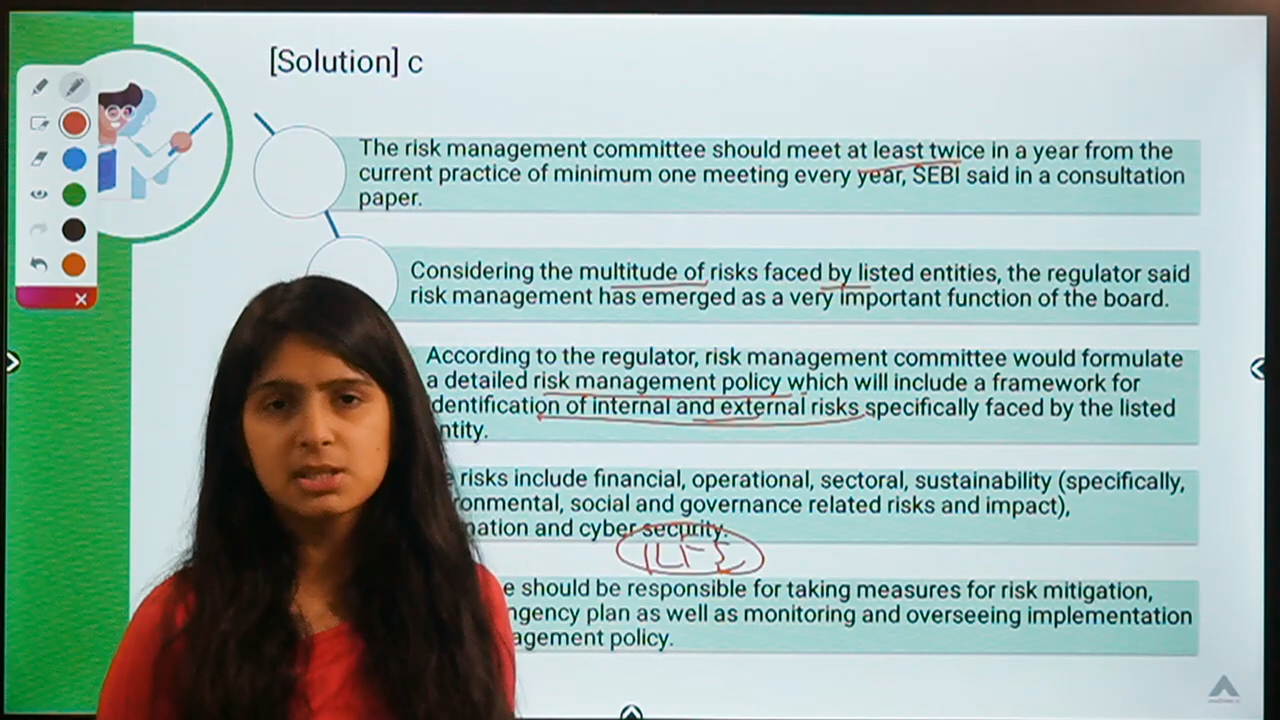 [Solution] c
The risk management committee should meet at least twice in a year from the
current practice of minimum one meeting every year, SEBI said in a consultation
paper.
Considering the multitude of risks faced by listed entities, the regulator said
risk management has emerged as a very important function of the board.
According to the regulator, risk management committee would formulate
a detailed risk management policy which will include a framework for
dentification of internal and external risks specifically faced by the listed
ntity.
risks include financial, operational, sectoral, sustainability (specifically,
ronmental, social and governance related risks and impact),
mation and cyber security.
e should be responsible for taking measures for risk mitigation,
ngency plan as well as monitoring and overseeing implementation
agement policy.